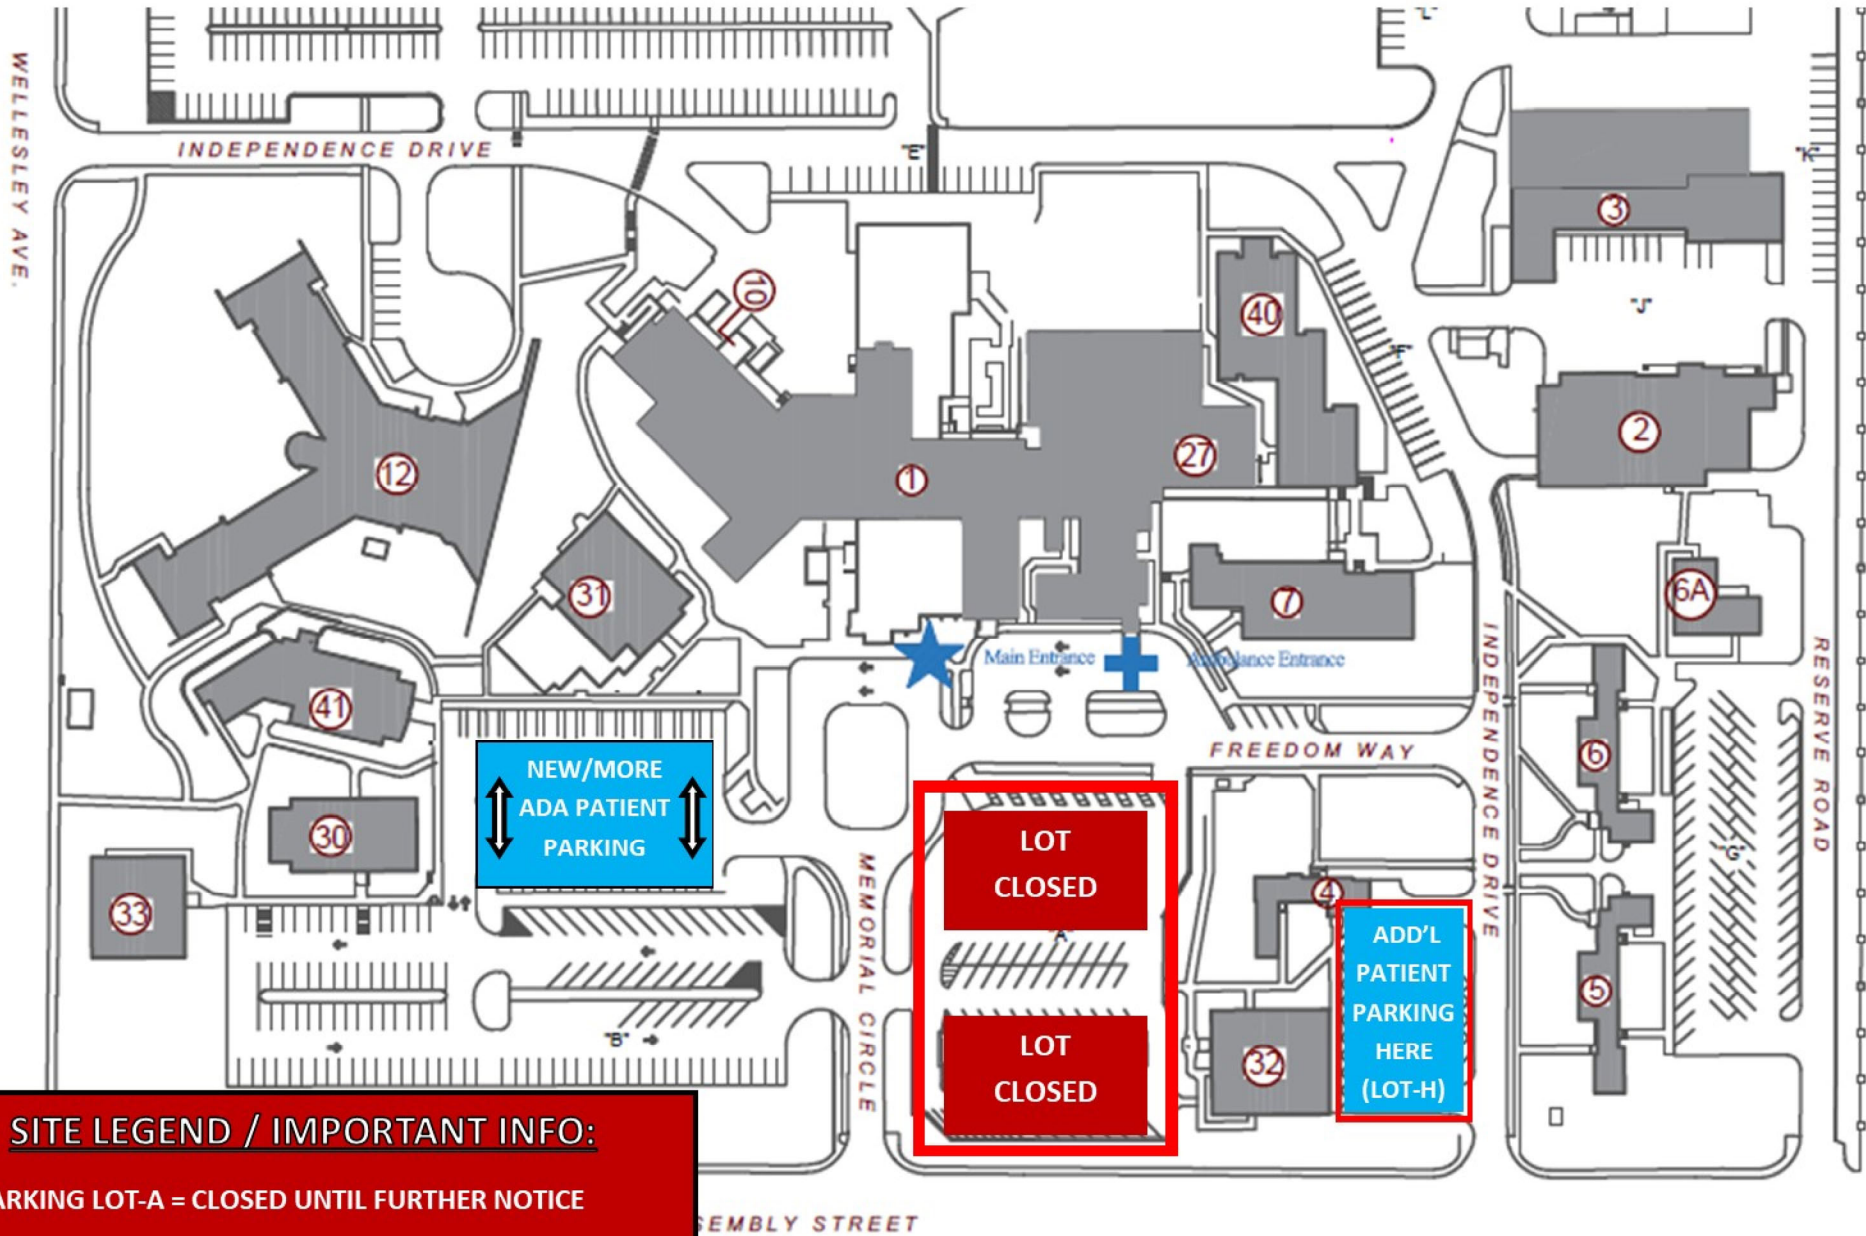 "L"
WELLESLEY AVE.
INDEPENDENCE DRIVE
"E"
"K"
3
10
40
"J"
"F"
2
12
1
27
31
7
6A
Main Entrance
Ambulance Entrance
INDEPENDENCE DRIVE
RESERVE ROAD
41
FREEDOM WAY
6
NEW/MORE
ADA PATIENT
PARKING
30
LOT
CLOSED
"G"
MEMORIAL CIRCLE
33
4
"A"
ADD'L
PATIENT
PARKING
HERE
(LOT-H)
5
"B"
LOT
CLOSED
32
SITE LEGEND / IMPORTANT INFO:
ARKING LOT-A = CLOSED UNTIL FURTHER NOTICE
SEMBLY STREET